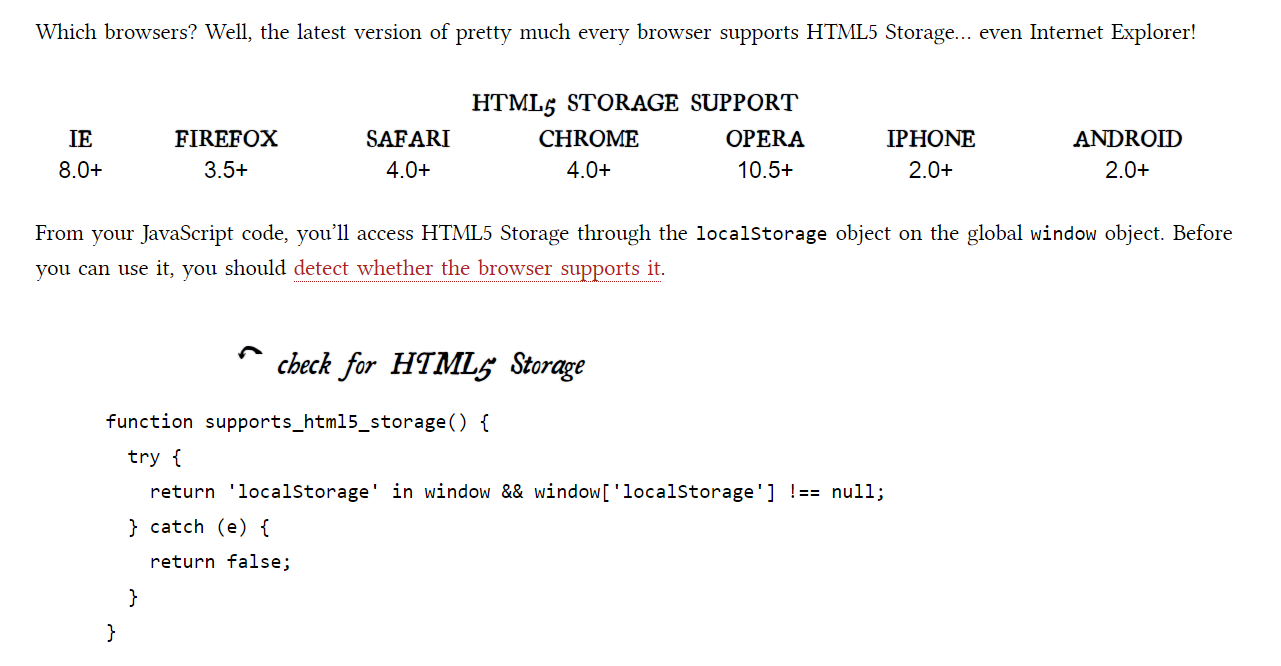 Which browsers? Well, the latest version of pretty much every browser supports HTML5 Storage… even Internet Explorer!
HTML5 STORAGE SUPPORT
IE FIREFOX SAFARI CHROME OPERA IPHONE ANDROID
8.0+ 3.5+ 4.0+ 4.0+ 10.5+ 2.0+ 2.0+
From your JavaScript code, you’ll access HTML5 Storage through the localStorage object on the global window object. Before
you can use it, you should detect whether the browser supports it.
check for HTML5 Storage
function supports_html5_storage() {
  try {
    return 'localStorage' in window && window['localStorage'] !== null;
  } catch (e) {
    return false;
  }
}